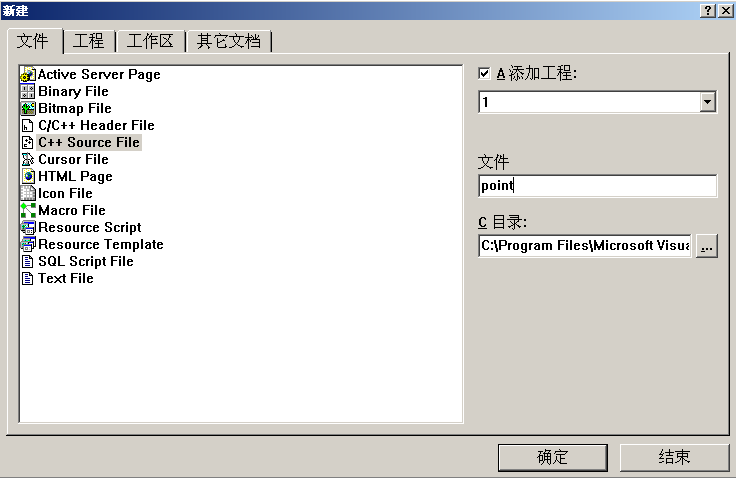 新建
文件 工程 工作区 其它文档
Active Server Page
Binary File
Bitmap File
C/C++ Header File
C++ Source File
Cursor File
HTML Page
Icon File
Macro File
Resource Script
Resource Template
SQL Script File
Text File
A 添加工程:
1
文件
point
C 目录:
C:\Program Files\Microsoft Visua
...
确定 结束